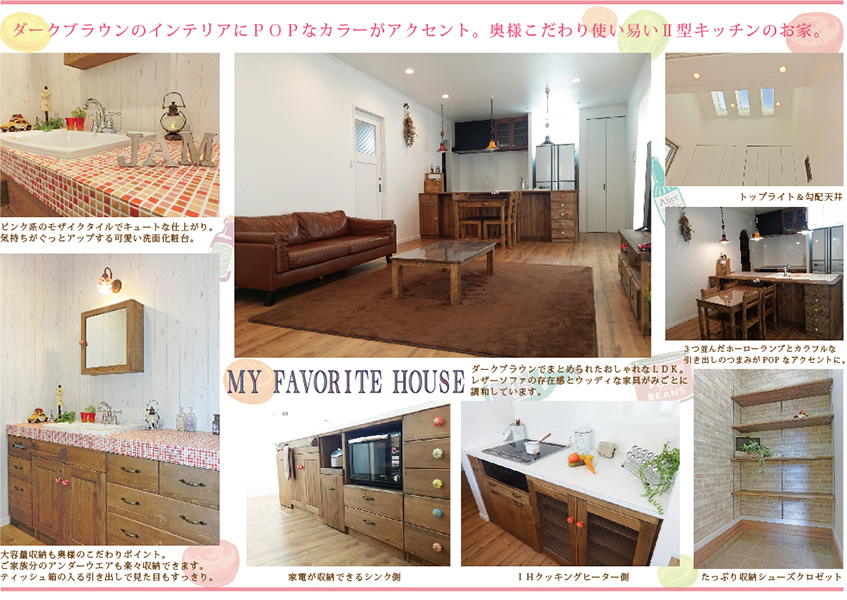 ダークブラウンのインテリアにＰＯＰなカラーがアクセント。奥様こだわり使い易いⅡ型キッチンのお家。
JAM
ピンク系のモザイクタイルでキュートな仕上がり。
気持ちがぐっとアップする可愛い洗面化粧台。
トップライト＆勾配天井
３つ並んだホーローランプとカラフルな
引き出しのつまみがPOPなアクセントに。
MY FAVORITE HOUSE
ダークブラウンでまとめられたおしゃれなＬＤＫ。
レザーソファの存在感とウッディな家具がみごとに
調和しています。
BEANS
大容量収納も奥様のこだわりポイント。
ご家族分のアンダーウエアも楽々収納できます。
ティッシュ箱の入る引き出しで見た目もすっきり。
家電が収納できるシンク側
ＩＨクッキングヒーター側
たっぷり収納シューズクロゼット